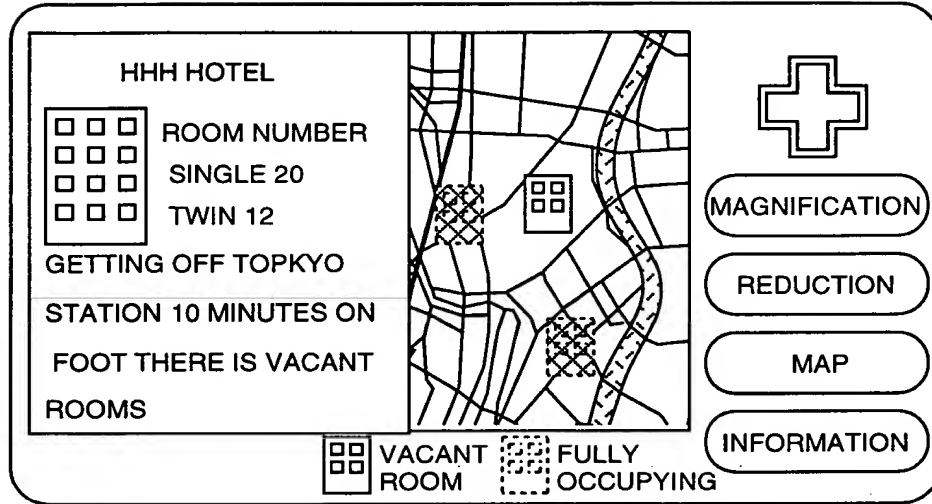 HHH HOTEL
ROOM NUMBER
SINGLE 20
TWIN 12
GETTING OFF TOPKYO
STATION 10 MINUTES ON
FOOT THERE IS VACANT
ROOMS
MAGNIFICATION
REDUCTION
MAP
INFORMATION
VACANT
ROOM
FULLY
OCCUPYING